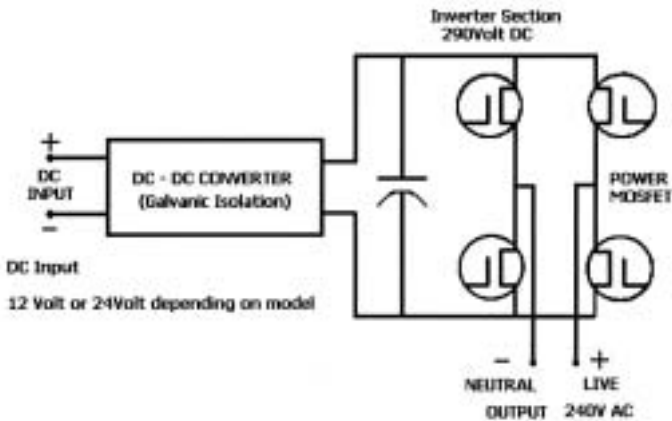 Inverter Section
290Volt DC
+
DC
INPUT
-
DC - DC CONVERTER
(Galvanic Isolation)
POWER
MOSFET
DC Input
12 Volt or 24Volt depending on model
- +
NEUTRAL LIVE
OUTPUT 240V AC